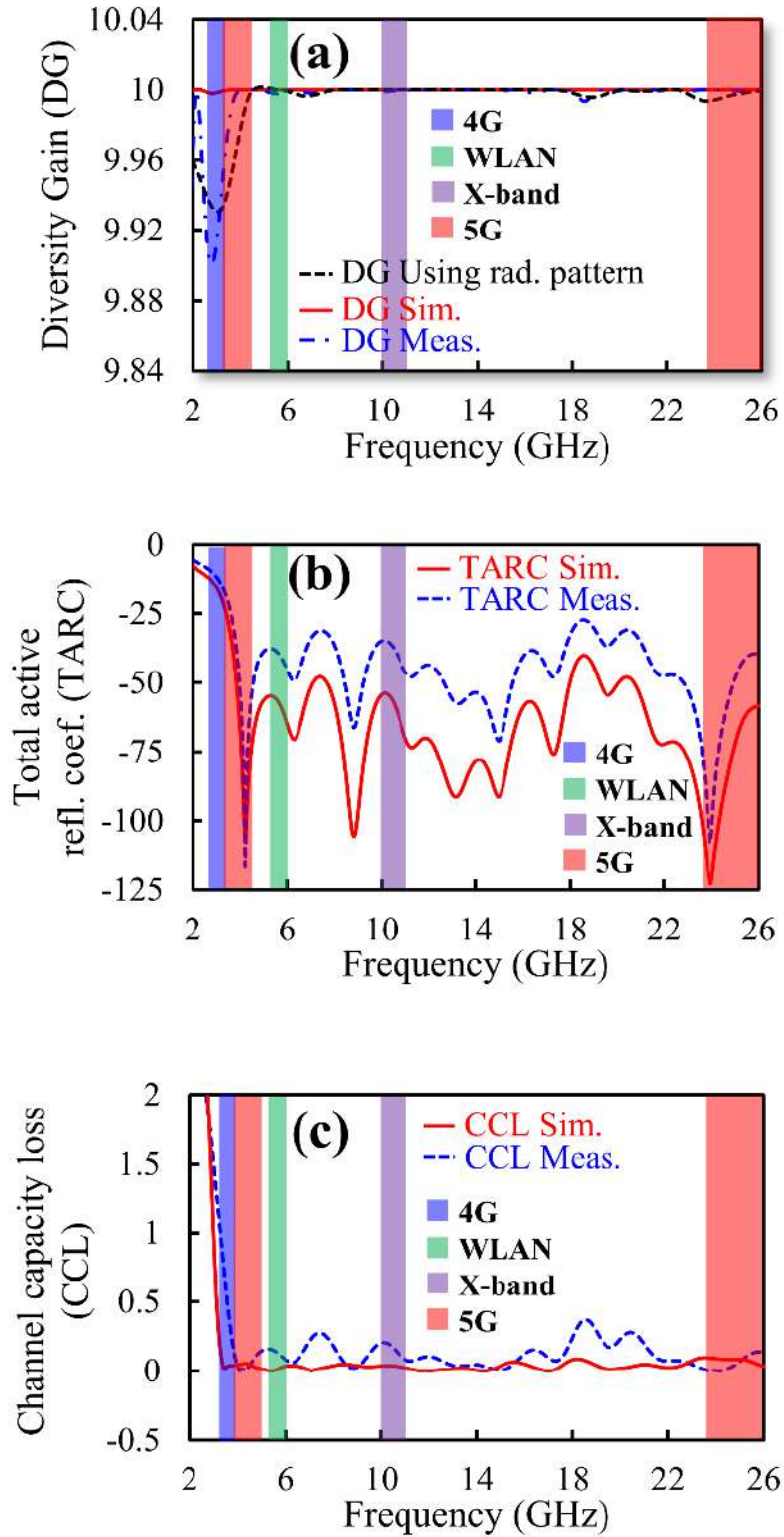 10.04
10
9.96
9.92
9.88
9.84
Diversity Gain (DG)
(a)
4G
WLAN
X-band
5G
DG Using rad. pattern
DG Sim.
DG Meas.
2 6 10 14 18 22 26
Frequency (GHz)
0
-25
-50
-75
-100
-125
Total active
refl. coef. (TARC)
(b)
TARC Sim.
TARC Meas.
4G
WLAN
X-band
5G
2 6 10 14 18 22 26
Frequency (GHz)
2
1.5
1
0.5
0
-0.5
Channel capacity loss
(CCL)
(c)
CCL Sim.
CCL Meas.
4G
WLAN
X-band
5G
2 6 10 14 18 22 26
Frequency (GHz)